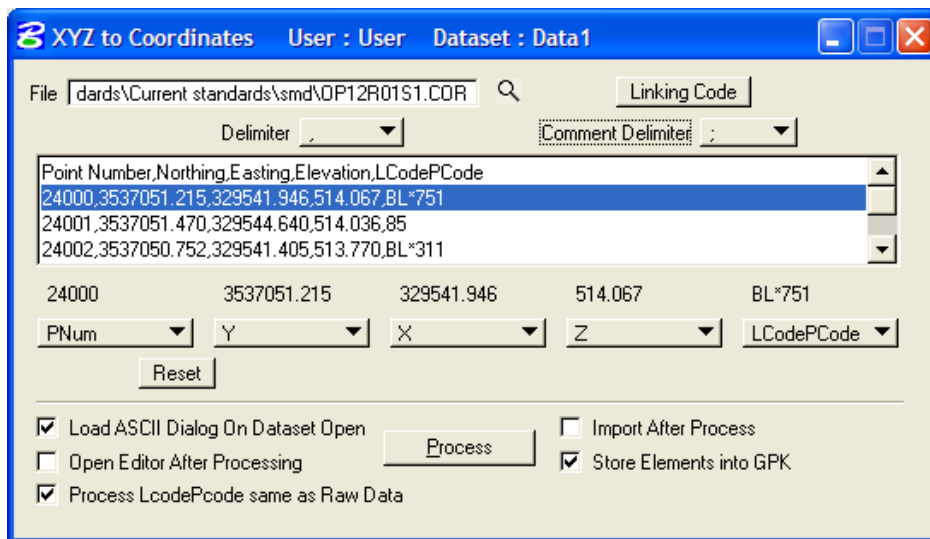 XYZ to Coordinates User : User Dataset : Data1
File dards\Current standards\smd\OP12R01S1.COR Linking Code
Delimiter , Comment Delimiter ;
Point Number,Northing,Easting,Elevation,LCodePCode
24000,3537051.215,329541.946,514.067,BL*751
24001,3537051.470,329544.640,514.036,85
24002,3537050.752,329541.405,513.770,BL*311
24000 3537051.215 329541.946 514.067 BL*751
PNum Y X Z LCodePCode
Reset
Load ASCII Dialog On Dataset Open Process Import After Process
Open Editor After Processing Store Elements into GPK
Process LcodePcode same as Raw Data